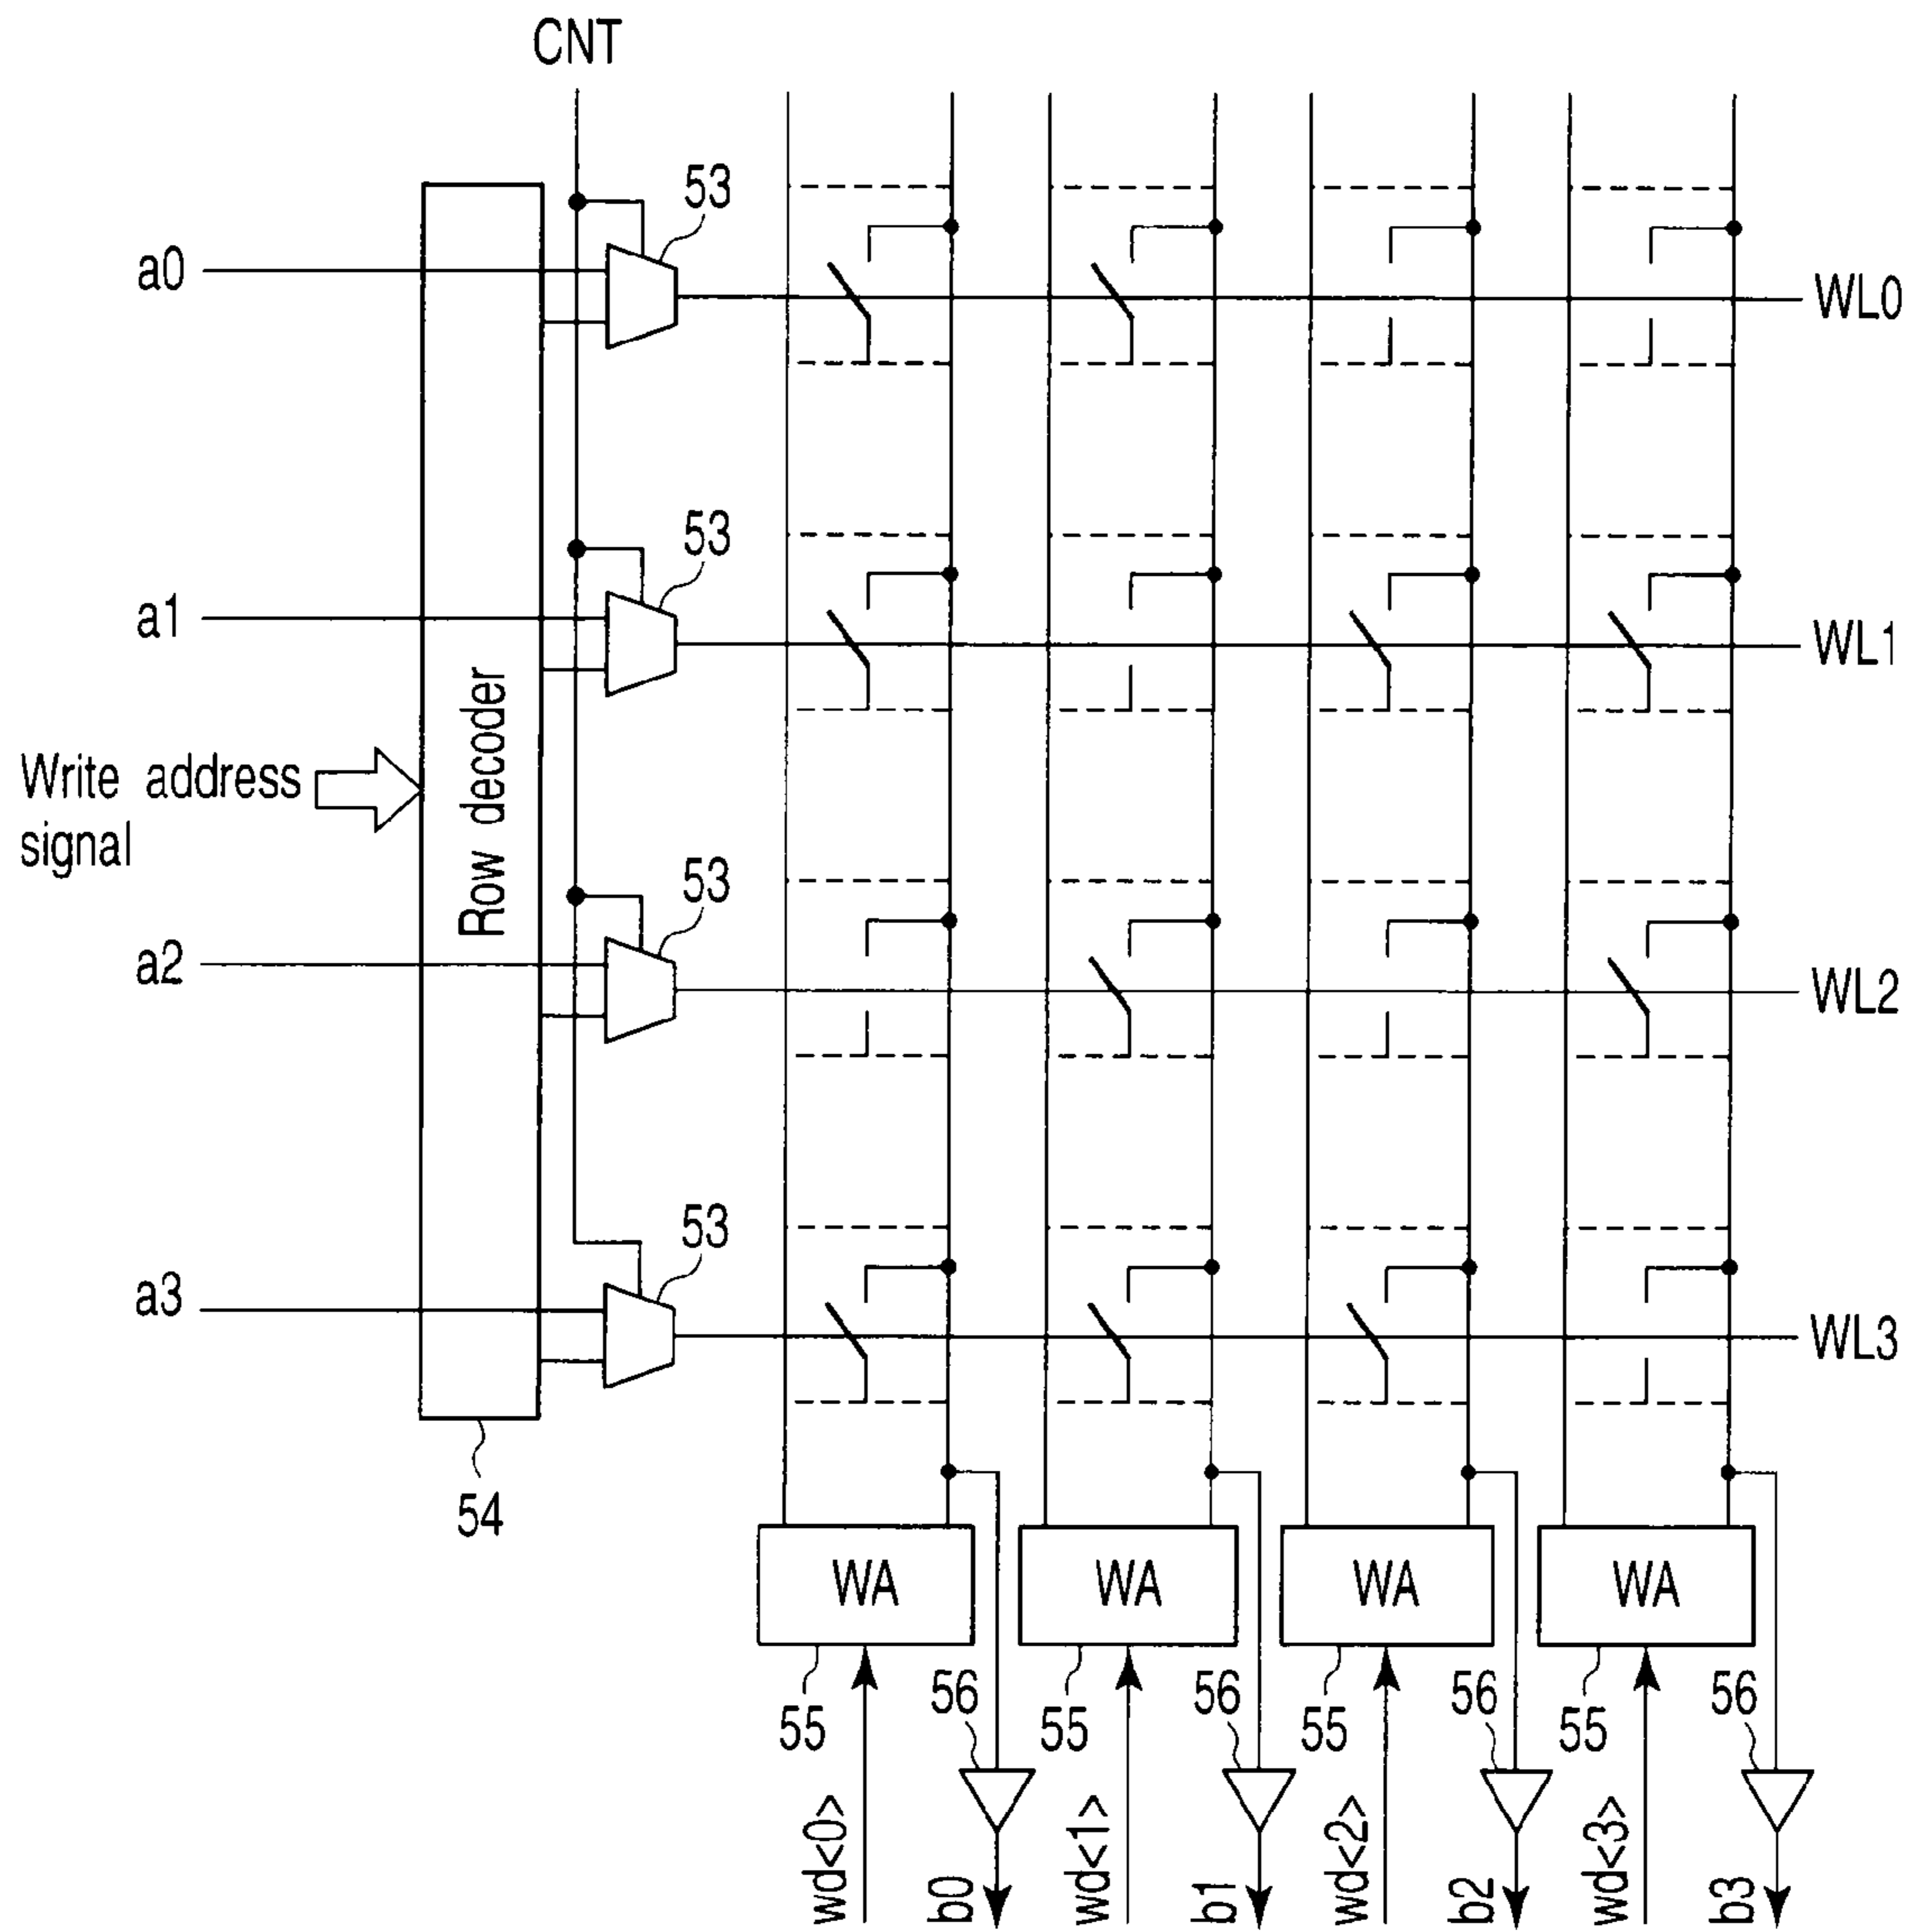 CNT
53
a0
WL0
53
a1
WL1
Row decoder
Write address
signal
53
a2
WL2
53
a3
WL3
54
WA
WA
WA
WA
55
56
55
56
55
56
55
56
wd<0>
b0
wd<1>
b1
wd<2>
b2
wd<3>
b3